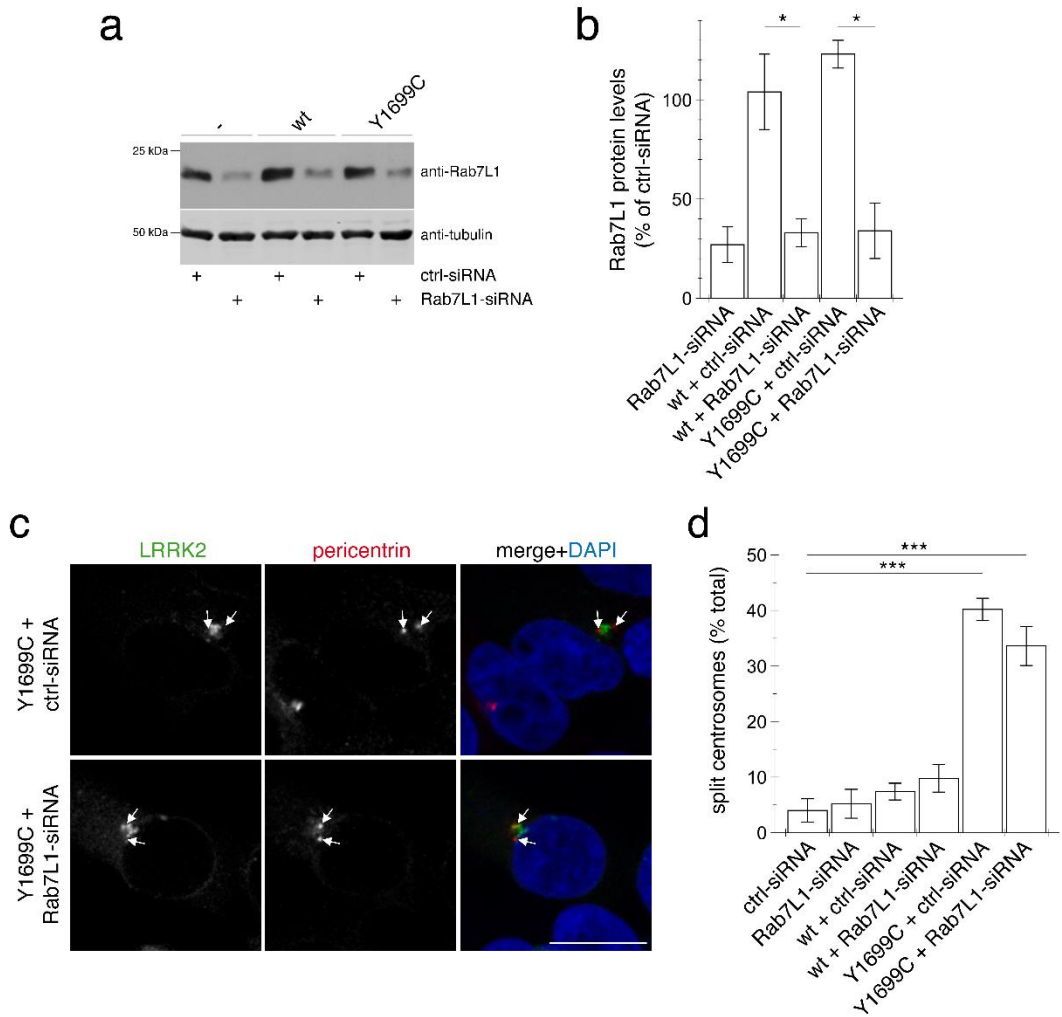 a
-
wt
Y1699C
25 kDa
anti-Rab7L1
50 kDa
anti-tubulin
+ + + ctrl-siRNA
+ + + Rab7L1-siRNA
b
* *
Rab7L1 protein levels
(% of ctrl-siRNA)
100
50
0
Rab7L1-siRNA
wt + ctrl-siRNA
wt + Rab7L1-siRNA
Y1699C + ctrl-siRNA
Y1699C + Rab7L1-siRNA
c
LRRK2 pericentrin merge+DAPI
Y1699C +
ctrl-siRNA
Y1699C +
Rab7L1-siRNA
d
***
***
split centrosomes (% total)
50
40
30
20
10
0
ctrl-siRNA
Rab7L1-siRNA
wt + ctrl-siRNA
wt + Rab7L1-siRNA
Y1699C + ctrl-siRNA
Y1699C + Rab7L1-siRNA